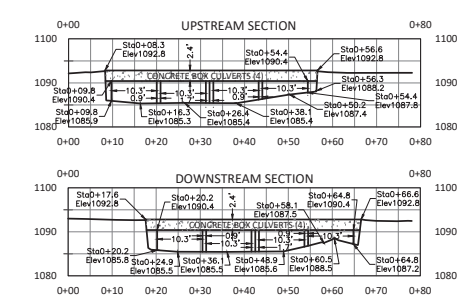 0+00 UPSTREAM SECTION 0+80
1100 1100
Sta0+08.3
Elev1092.8
2.4'
Sta0+54.4
Elev1090.4
Sta0+56.6
Elev1092.8
CONCRETE BOX CULVERTS (4)
1090 1090
Sta0+09.8
Elev1090.4
10.3' 10.3' 10.3' 10.3'
0.9' 0.9'
Sta0+56.3
Elev1088.2
Sta0+54.4
Elev1087.8
Sta0+09.8
Elev1085.9
Sta0+16.3
Elev1085.3
Sta0+26.4
Elev1085.4
Sta0+38.1
Elev1085.4
Sta0+50.2
Elev1087.4
1080 1080
0+00 0+10 0+20 0+30 0+40 0+50 0+60 0+70 0+80
DOWNSTREAM SECTION
1100 1100
Sta0+17.6
Elev1092.8
Sta0+20.2
Elev1090.4
2.4'
Sta0+58.1
Elev1087.5
Sta0+64.8
Elev1090.4
Sta0+66.6
Elev1092.8
CONCRETE BOX CULVERTS (4)
1090 1090
10.3' 10.3' 10.3' 10.3'
0.9' 0.9'
Sta0+20.2
Elev1085.8
Sta0+24.9
Elev1085.5
Sta0+36.1
Elev1085.5
Sta0+48.9
Elev1085.6
Sta0+60.5
Elev1088.5
Sta0+64.8
Elev1087.2
1080 1080
0+00 0+10 0+20 0+30 0+40 0+50 0+60 0+70 0+80